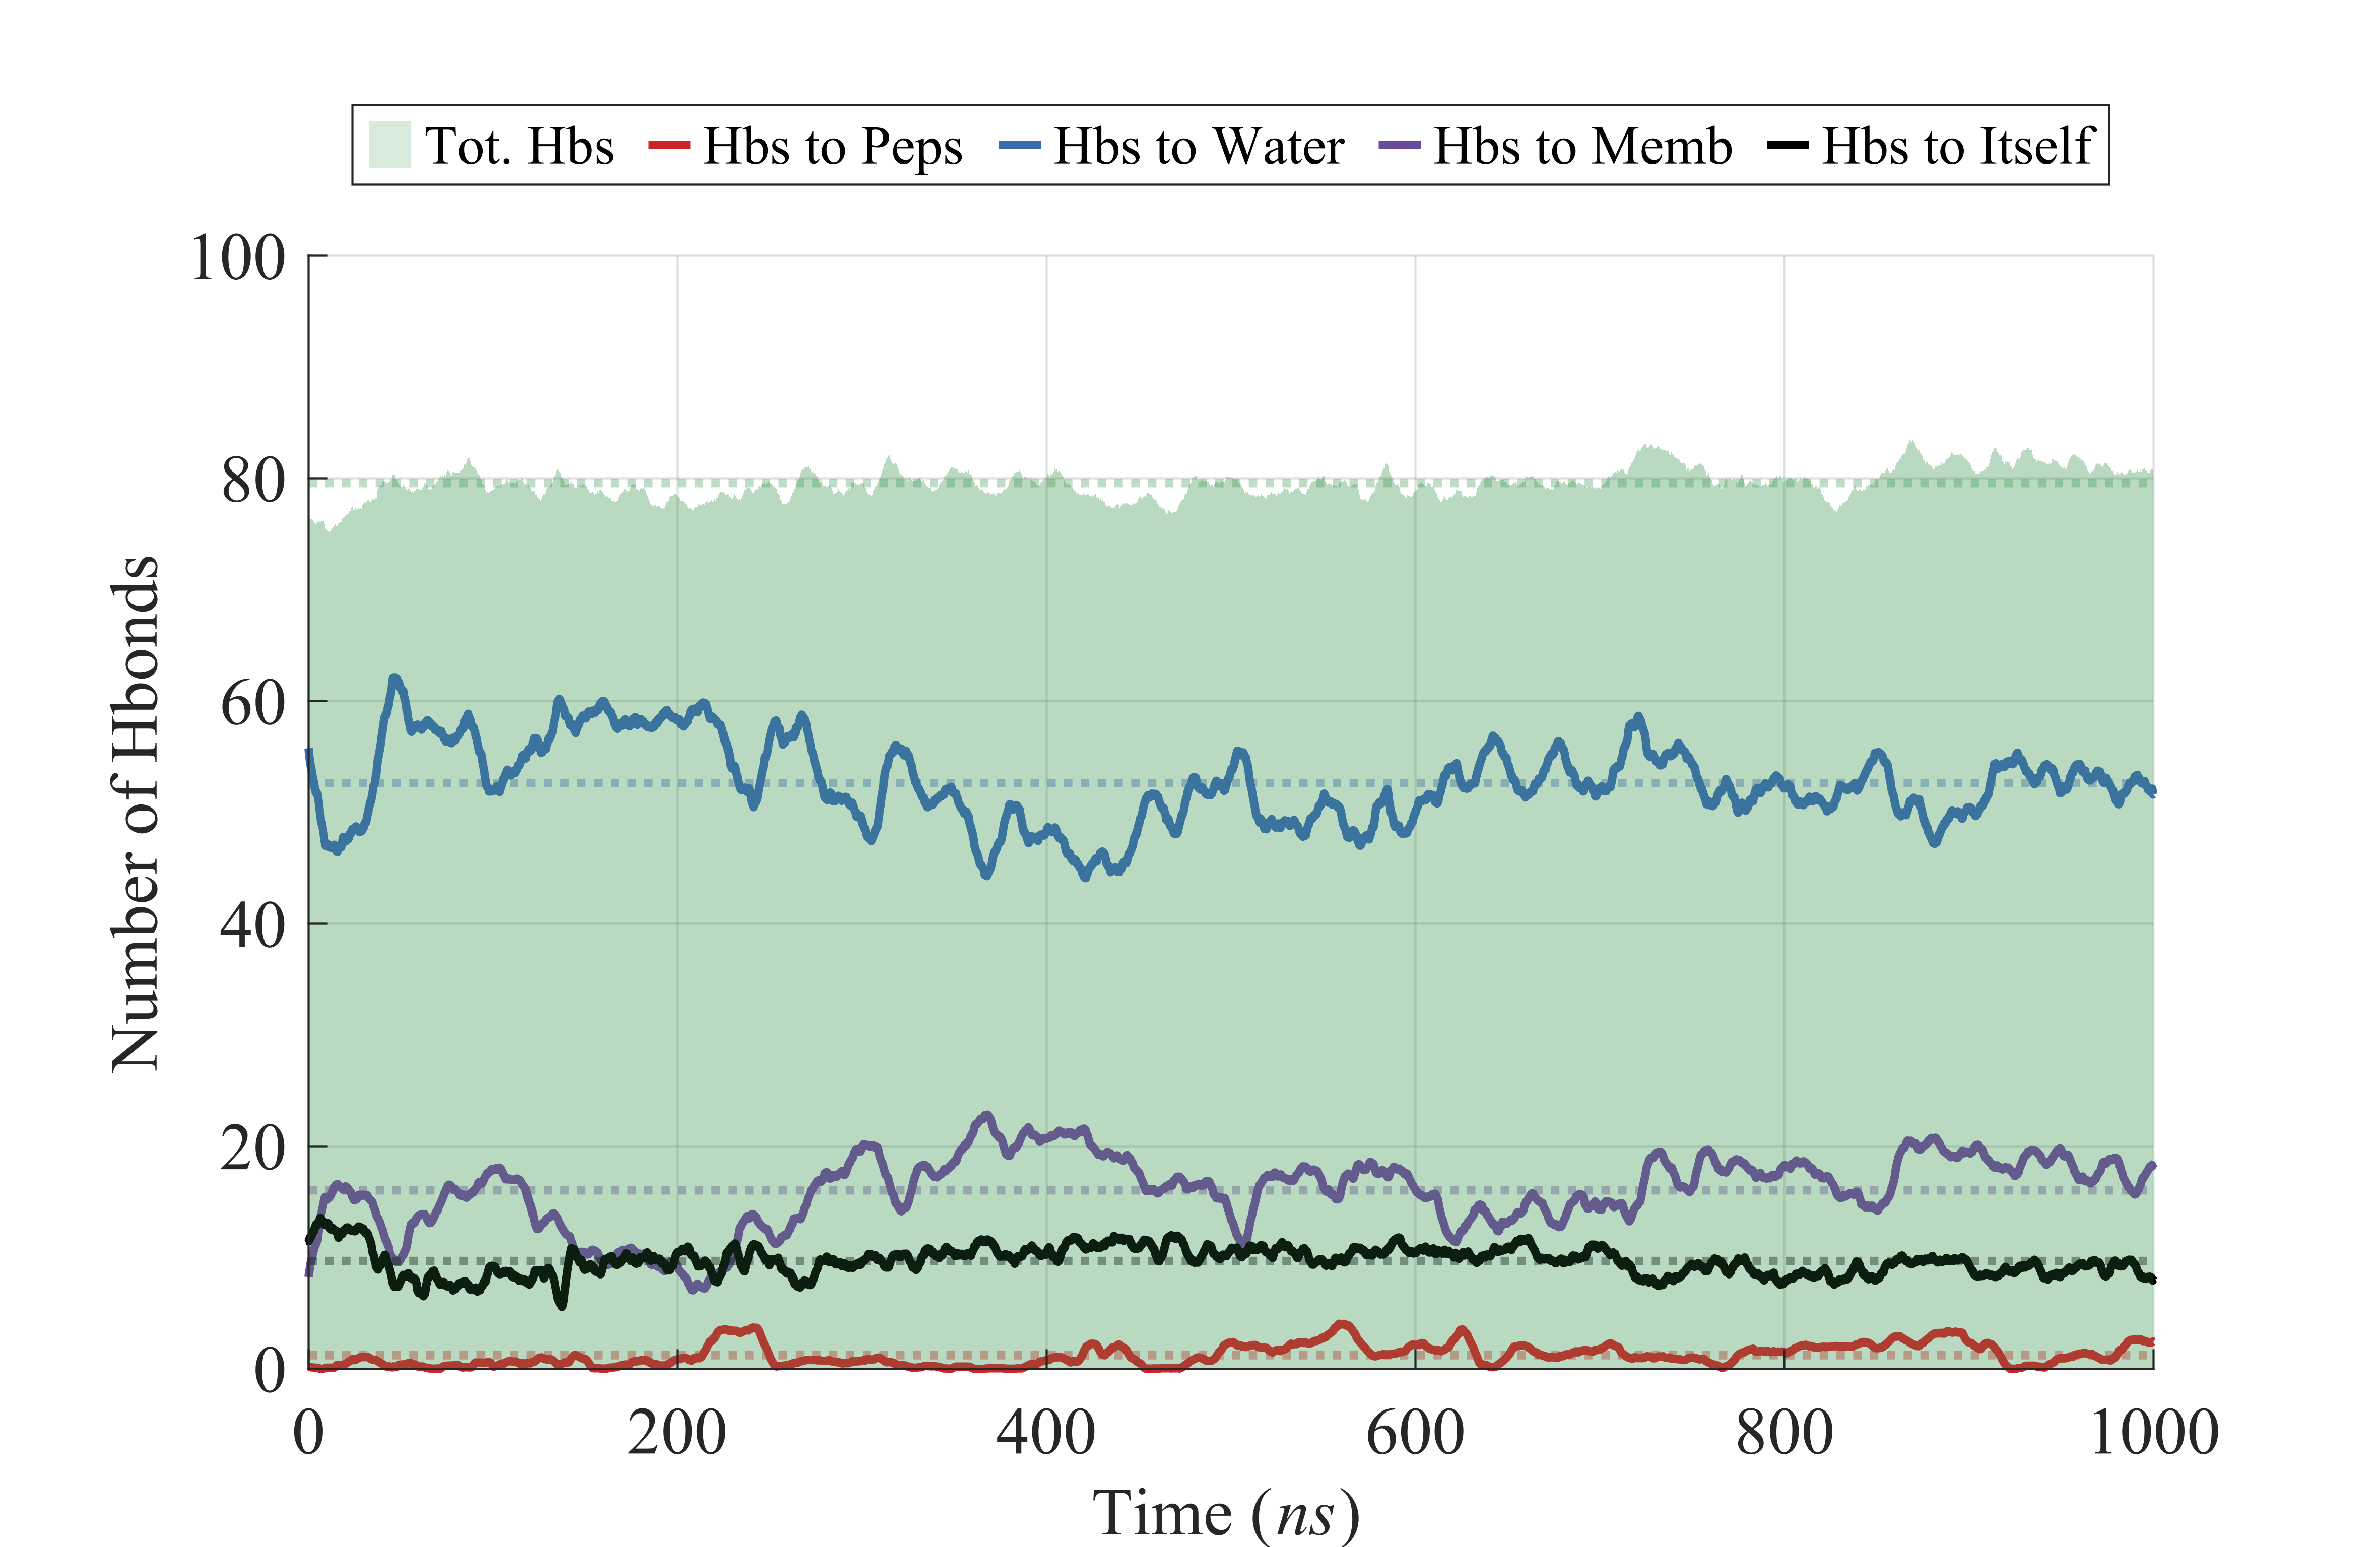 Tot. Hbs Hbs to Peps Hbs to Water Hbs to Memb Hbs to Itself
100
80
60
40
20
0
Number of Hbonds
0 200 400 600 800 1000
Time (ns)